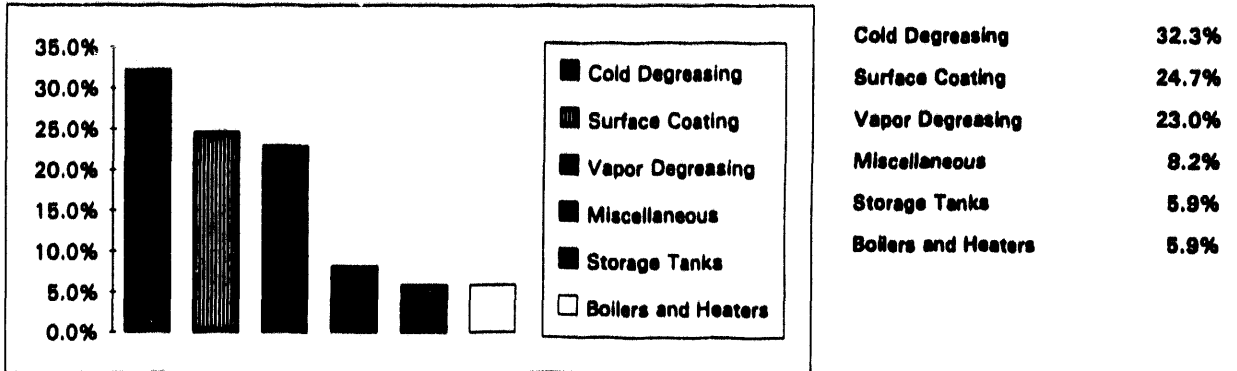 35.0%
30.0%
25.0%
20.0%
15.0%
10.0%
5.0%
0.0%
Cold Degreasing
Surface Coating
Vapor Degreasing
Miscellaneous
Storage Tanks
Boilers and Heaters
Cold Degreasing 32.3%
Surface Coating 24.7%
Vapor Degreasing 23.0%
Miscellaneous 8.2%
Storage Tanks 5.9%
Boilers and Heaters 5.9%